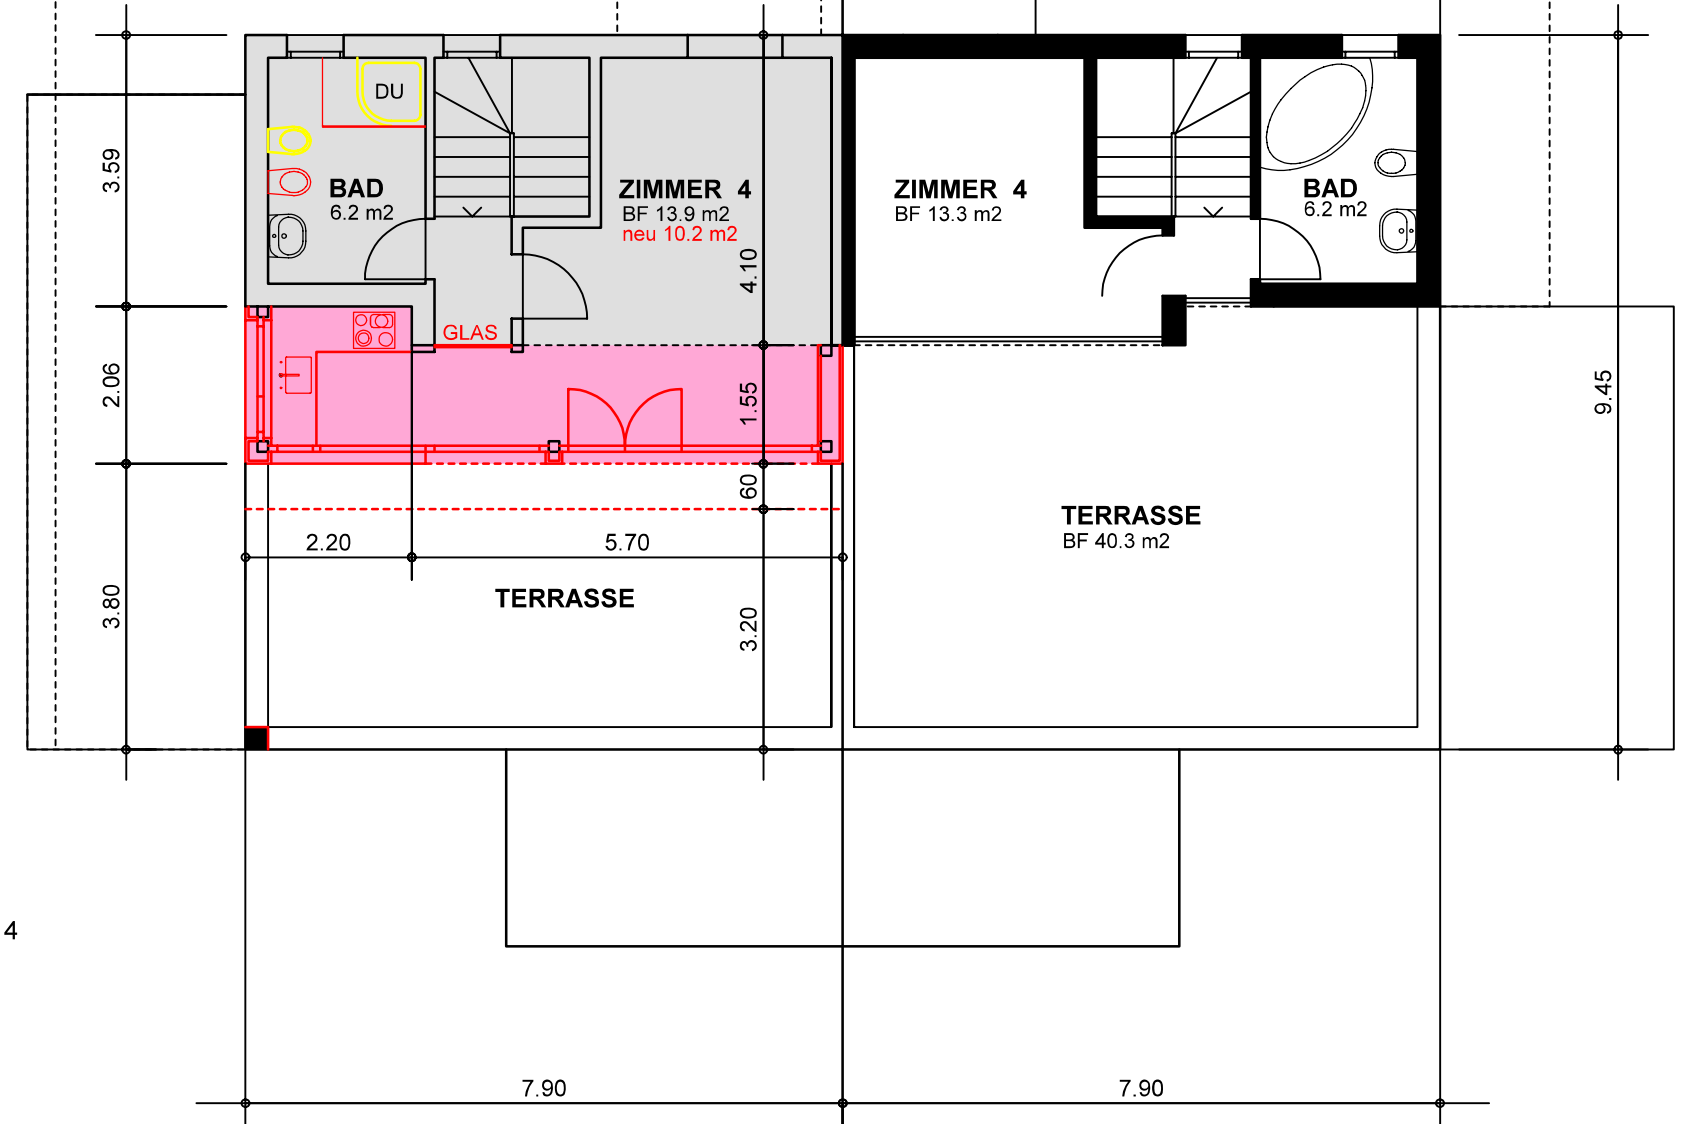 DU
3.59
BAD
6.2 m2
ZIMMER 4
BF 13.9 m2
neu 10.2 m2
4.10
ZIMMER 4
BF 13.3 m2
BAD
6.2 m2
GLAS
2.06
1.55
9.45
60
2.20
5.70
TERRASSE
BF 40.3 m2
3.80
TERRASSE
3.20
4
7.90
7.90